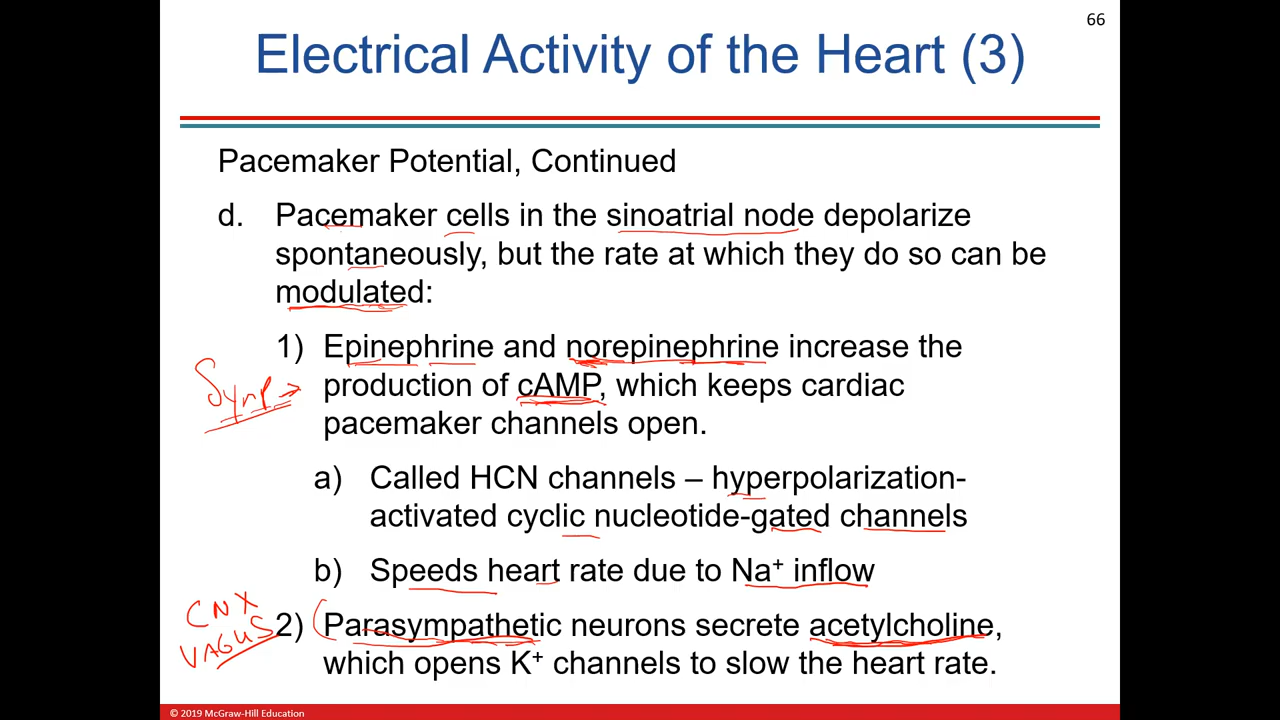 66
Electrical Activity of the Heart (3)
Pacemaker Potential, Continued
d. Pacemaker cells in the sinoatrial node depolarize
spontaneously, but the rate at which they do so can be
modulated:
1) Epinephrine and norepinephrine increase the
Symp → production of cAMP, which keeps cardiac
pacemaker channels open.
a) Called HCN channels – hyperpolarization-
activated cyclic nucleotide-gated channels
b) Speeds heart rate due to Na⁺ inflow
CN X
VAGUS 2) (Parasympathetic neurons secrete acetylcholine,
which opens K⁺ channels to slow the heart rate.
© 2019 McGraw-Hill Education